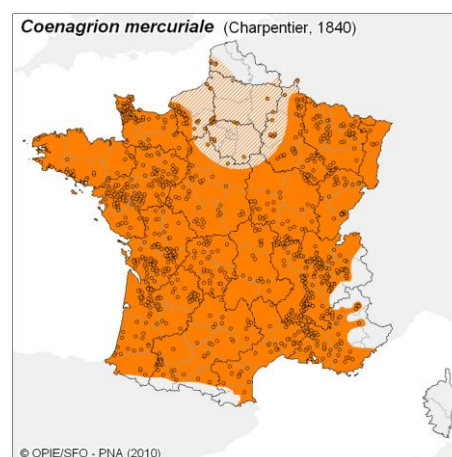 Coenagrion mercuriale (Charpentier, 1840)
© OPIE/SFO - PNA (2010)